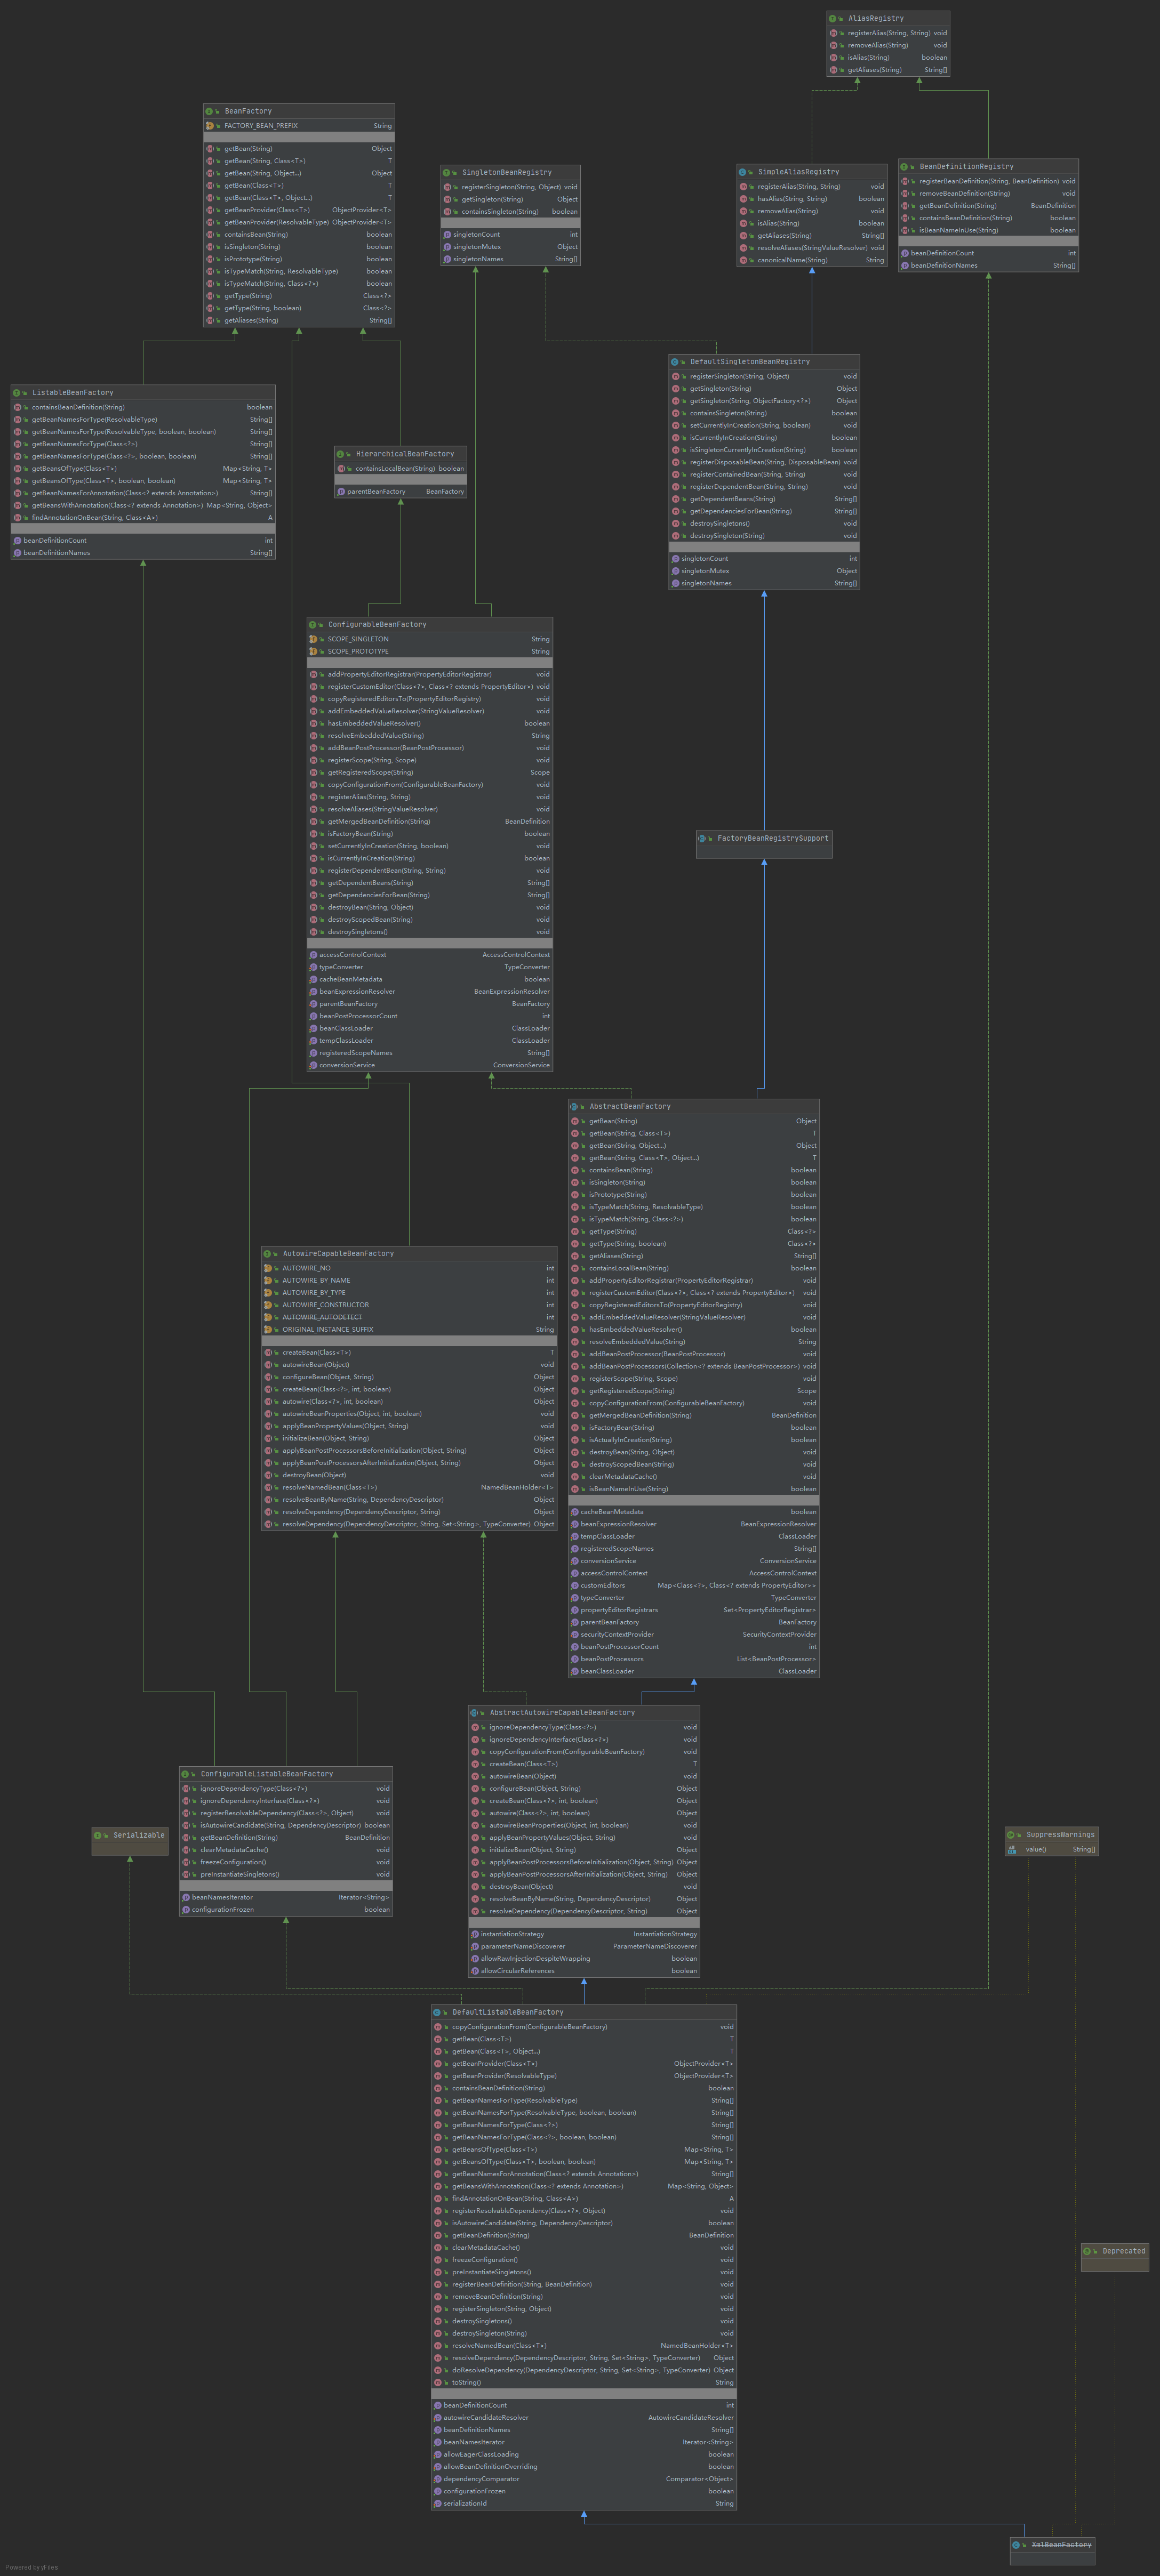 AliasRegistry
registerAlias(String, String) void
removeAlias(String) void
isAlias(String) boolean
getAliases(String) String[]
BeanFactory
FACTORY_BEAN_PREFIX String
getBean(String) Object
getBean(String, Class<T>) T
getBean(String, Object...) Object
getBean(Class<T>) T
getBean(Class<T>, Object...) T
getBeanProvider(Class<T>) ObjectProvider<T>
getBeanProvider(ResolvableType) ObjectProvider<T>
containsBean(String) boolean
isSingleton(String) boolean
isPrototype(String) boolean
isTypeMatch(String, ResolvableType) boolean
isTypeMatch(String, Class<?>) boolean
getType(String) Class<?>
getType(String, boolean) Class<?>
getAliases(String) String[]
SingletonBeanRegistry
registerSingleton(String, Object) void
getSingleton(String) Object
containsSingleton(String) boolean
singletonCount int
singletonMutex Object
singletonNames String[]
SimpleAliasRegistry
registerAlias(String, String) void
hasAlias(String, String) boolean
removeAlias(String) void
isAlias(String) boolean
getAliases(String) String[]
resolveAliases(StringValueResolver) void
canonicalName(String) String
BeanDefinitionRegistry
registerBeanDefinition(String, BeanDefinition) void
removeBeanDefinition(String) void
getBeanDefinition(String) BeanDefinition
containsBeanDefinition(String) boolean
isBeanNameInUse(String) boolean
beanDefinitionCount int
beanDefinitionNames String[]
DefaultSingletonBeanRegistry
registerSingleton(String, Object) void
getSingleton(String) Object
getSingleton(String, ObjectFactory<?>) Object
containsSingleton(String) boolean
setCurrentlyInCreation(String, boolean) void
isCurrentlyInCreation(String) boolean
isSingletonCurrentlyInCreation(String) boolean
registerDisposableBean(String, DisposableBean) void
registerContainedBean(String, String) void
registerDependentBean(String, String) void
getDependentBeans(String) String[]
getDependenciesForBean(String) String[]
destroySingletons() void
destroySingleton(String) void
singletonCount int
singletonMutex Object
singletonNames String[]
ListableBeanFactory
containsBeanDefinition(String) boolean
getBeanNamesForType(ResolvableType) String[]
getBeanNamesForType(ResolvableType, boolean, boolean) String[]
getBeanNamesForType(Class<?>) String[]
getBeanNamesForType(Class<?>, boolean, boolean) String[]
getBeansOfType(Class<T>) Map<String, T>
getBeansOfType(Class<T>, boolean, boolean) Map<String, T>
getBeanNamesForAnnotation(Class<? extends Annotation>) String[]
getBeansWithAnnotation(Class<? extends Annotation>) Map<String, Object>
findAnnotationOnBean(String, Class<A>) A
beanDefinitionCount int
beanDefinitionNames String[]
HierarchicalBeanFactory
containsLocalBean(String) boolean
parentBeanFactory BeanFactory
ConfigurableBeanFactory
SCOPE_SINGLETON String
SCOPE_PROTOTYPE String
addPropertyEditorRegistrar(PropertyEditorRegistrar) void
registerCustomEditor(Class<?>, Class<? extends PropertyEditor>) void
copyRegisteredEditorsTo(PropertyEditorRegistry) void
addEmbeddedValueResolver(StringValueResolver) void
hasEmbeddedValueResolver() boolean
resolveEmbeddedValue(String) String
addBeanPostProcessor(BeanPostProcessor) void
registerScope(String, Scope) void
getRegisteredScope(String) Scope
copyConfigurationFrom(ConfigurableBeanFactory) void
registerAlias(String, String) void
resolveAliases(StringValueResolver) void
getMergedBeanDefinition(String) BeanDefinition
isFactoryBean(String) boolean
setCurrentlyInCreation(String, boolean) void
isCurrentlyInCreation(String) boolean
registerDependentBean(String, String) void
getDependentBeans(String) String[]
getDependenciesForBean(String) String[]
destroyBean(String, Object) void
destroyScopedBean(String) void
destroySingletons() void
accessControlContext AccessControlContext
typeConverter TypeConverter
cacheBeanMetadata boolean
beanExpressionResolver BeanExpressionResolver
parentBeanFactory BeanFactory
beanPostProcessorCount int
beanClassLoader ClassLoader
tempClassLoader ClassLoader
registeredScopeNames String[]
conversionService ConversionService
FactoryBeanRegistrySupport
AbstractBeanFactory
getBean(String) Object
getBean(String, Class<T>) T
getBean(String, Object...) Object
getBean(String, Class<T>, Object...) T
containsBean(String) boolean
isSingleton(String) boolean
isPrototype(String) boolean
isTypeMatch(String, ResolvableType) boolean
isTypeMatch(String, Class<?>) boolean
getType(String) Class<?>
getType(String, boolean) Class<?>
getAliases(String) String[]
containsLocalBean(String) boolean
addPropertyEditorRegistrar(PropertyEditorRegistrar) void
registerCustomEditor(Class<?>, Class<? extends PropertyEditor>) void
copyRegisteredEditorsTo(PropertyEditorRegistry) void
addEmbeddedValueResolver(StringValueResolver) void
hasEmbeddedValueResolver() boolean
resolveEmbeddedValue(String) String
addBeanPostProcessor(BeanPostProcessor) void
addBeanPostProcessors(Collection<? extends BeanPostProcessor>) void
registerScope(String, Scope) void
getRegisteredScope(String) Scope
copyConfigurationFrom(ConfigurableBeanFactory) void
getMergedBeanDefinition(String) BeanDefinition
isFactoryBean(String) boolean
isActuallyInCreation(String) boolean
destroyBean(String, Object) void
destroyScopedBean(String) void
clearMetadataCache() void
isBeanNameInUse(String) boolean
cacheBeanMetadata boolean
beanExpressionResolver BeanExpressionResolver
tempClassLoader ClassLoader
registeredScopeNames String[]
conversionService ConversionService
accessControlContext AccessControlContext
customEditors Map<Class<?>, Class<? extends PropertyEditor>>
typeConverter TypeConverter
propertyEditorRegistrars Set<PropertyEditorRegistrar>
parentBeanFactory BeanFactory
securityContextProvider SecurityContextProvider
beanPostProcessorCount int
beanPostProcessors List<BeanPostProcessor>
beanClassLoader ClassLoader
AutowireCapableBeanFactory
AUTOWIRE_NO int
AUTOWIRE_BY_NAME int
AUTOWIRE_BY_TYPE int
AUTOWIRE_CONSTRUCTOR int
AUTOWIRE_AUTODETECT int
ORIGINAL_INSTANCE_SUFFIX String
createBean(Class<T>) T
autowireBean(Object) void
configureBean(Object, String) Object
createBean(Class<?>, int, boolean) Object
autowire(Class<?>, int, boolean) Object
autowireBeanProperties(Object, int, boolean) void
applyBeanPropertyValues(Object, String) void
initializeBean(Object, String) Object
applyBeanPostProcessorsBeforeInitialization(Object, String) Object
applyBeanPostProcessorsAfterInitialization(Object, String) Object
destroyBean(Object) void
resolveNamedBean(Class<T>) NamedBeanHolder<T>
resolveBeanByName(String, DependencyDescriptor) Object
resolveDependency(DependencyDescriptor, String) Object
resolveDependency(DependencyDescriptor, String, Set<String>, TypeConverter) Object
AbstractAutowireCapableBeanFactory
ignoreDependencyType(Class<?>) void
ignoreDependencyInterface(Class<?>) void
copyConfigurationFrom(ConfigurableBeanFactory) void
createBean(Class<T>) T
autowireBean(Object) void
configureBean(Object, String) Object
createBean(Class<?>, int, boolean) Object
autowire(Class<?>, int, boolean) Object
autowireBeanProperties(Object, int, boolean) void
applyBeanPropertyValues(Object, String) void
initializeBean(Object, String) Object
applyBeanPostProcessorsBeforeInitialization(Object, String) Object
applyBeanPostProcessorsAfterInitialization(Object, String) Object
destroyBean(Object) void
resolveBeanByName(String, DependencyDescriptor) Object
resolveDependency(DependencyDescriptor, String) Object
instantiationStrategy InstantiationStrategy
parameterNameDiscoverer ParameterNameDiscoverer
allowRawInjectionDespiteWrapping boolean
allowCircularReferences boolean
ConfigurableListableBeanFactory
ignoreDependencyType(Class<?>) void
ignoreDependencyInterface(Class<?>) void
registerResolvableDependency(Class<?>, Object) void
isAutowireCandidate(String, DependencyDescriptor) boolean
getBeanDefinition(String) BeanDefinition
clearMetadataCache() void
freezeConfiguration() void
preInstantiateSingletons() void
beanNamesIterator Iterator<String>
configurationFrozen boolean
Serializable
SuppressWarnings
value() String[]
DefaultListableBeanFactory
copyConfigurationFrom(ConfigurableBeanFactory) void
getBean(Class<T>) T
getBean(Class<T>, Object...) T
getBeanProvider(Class<T>) ObjectProvider<T>
getBeanProvider(ResolvableType) ObjectProvider<T>
containsBeanDefinition(String) boolean
getBeanNamesForType(ResolvableType) String[]
getBeanNamesForType(ResolvableType, boolean, boolean) String[]
getBeanNamesForType(Class<?>) String[]
getBeanNamesForType(Class<?>, boolean, boolean) String[]
getBeansOfType(Class<T>) Map<String, T>
getBeansOfType(Class<T>, boolean, boolean) Map<String, T>
getBeanNamesForAnnotation(Class<? extends Annotation>) String[]
getBeansWithAnnotation(Class<? extends Annotation>) Map<String, Object>
findAnnotationOnBean(String, Class<A>) A
registerResolvableDependency(Class<?>, Object) void
isAutowireCandidate(String, DependencyDescriptor) boolean
getBeanDefinition(String) BeanDefinition
clearMetadataCache() void
freezeConfiguration() void
preInstantiateSingletons() void
registerBeanDefinition(String, BeanDefinition) void
removeBeanDefinition(String) void
registerSingleton(String, Object) void
destroySingletons() void
destroySingleton(String) void
resolveNamedBean(Class<T>) NamedBeanHolder<T>
resolveDependency(DependencyDescriptor, String, Set<String>, TypeConverter) Object
doResolveDependency(DependencyDescriptor, String, Set<String>, TypeConverter) Object
toString() String
beanDefinitionCount int
autowireCandidateResolver AutowireCandidateResolver
beanDefinitionNames String[]
beanNamesIterator Iterator<String>
allowEagerClassLoading boolean
allowBeanDefinitionOverriding boolean
dependencyComparator Comparator<Object>
configurationFrozen boolean
serializationId String
Deprecated
XmlBeanFactory
Powered by yFiles